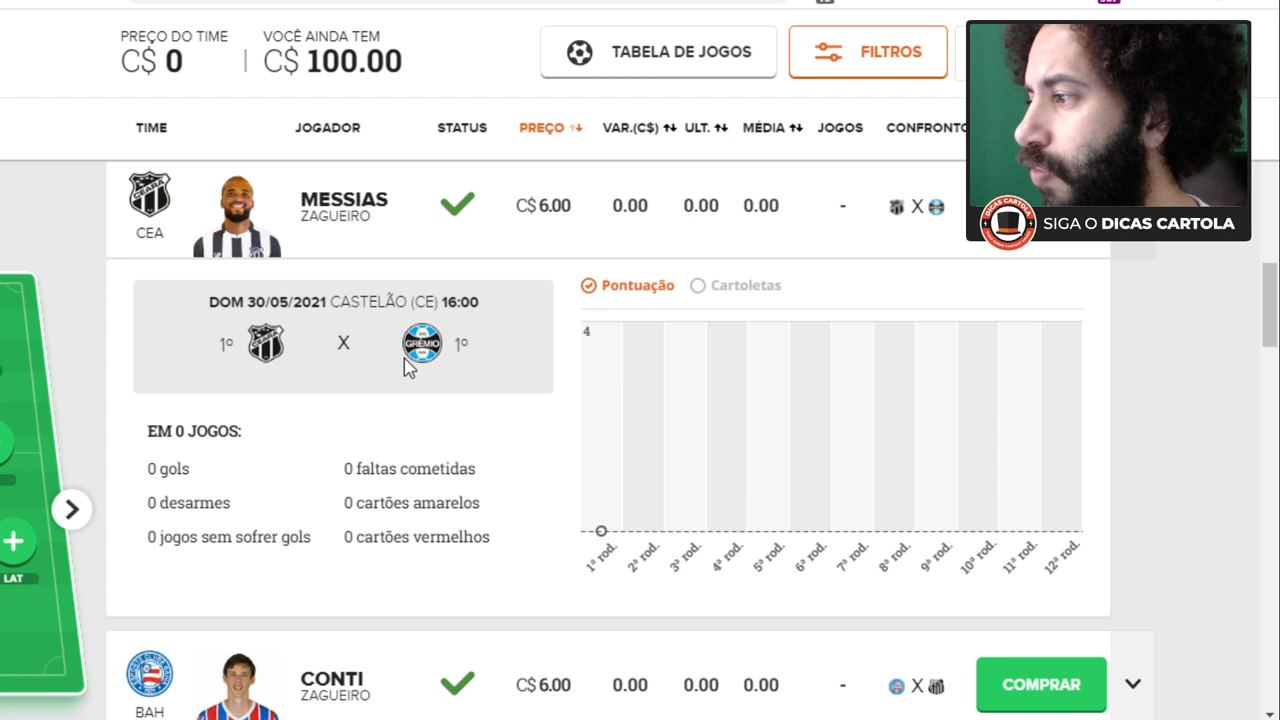 PREÇO DO TIME
C$ 0
VOCÊ AINDA TEM
C$ 100.00
TABELA DE JOGOS
FILTROS
TIME JOGADOR STATUS PREÇO VAR.(C$) ULT. MÉDIA JOGOS CONFRONTO
SIGA O DICAS CARTOLA
DICAS CARTOLA
CEARÁ
CEA
MESSIAS
ZAGUEIRO
C$ 6.00 0.00 0.00 0.00 - X
DOM 30/05/2021 CASTELÃO (CE) 16:00
1º CEARÁ X GRÊMIO 1º
EM 0 JOGOS:
0 gols
0 faltas cometidas
0 desarmes
0 cartões amarelos
0 jogos sem sofrer gols
0 cartões vermelhos
Pontuação Cartoletas
4
1ª rod. 2ª rod. 3ª rod. 4ª rod. 5ª rod. 6ª rod. 7ª rod. 8ª rod. 9ª rod. 10ª rod. 11ª rod. 12ª rod.
LAT
BAH
CONTI
ZAGUEIRO
C$ 6.00 0.00 0.00 0.00 - X
COMPRAR